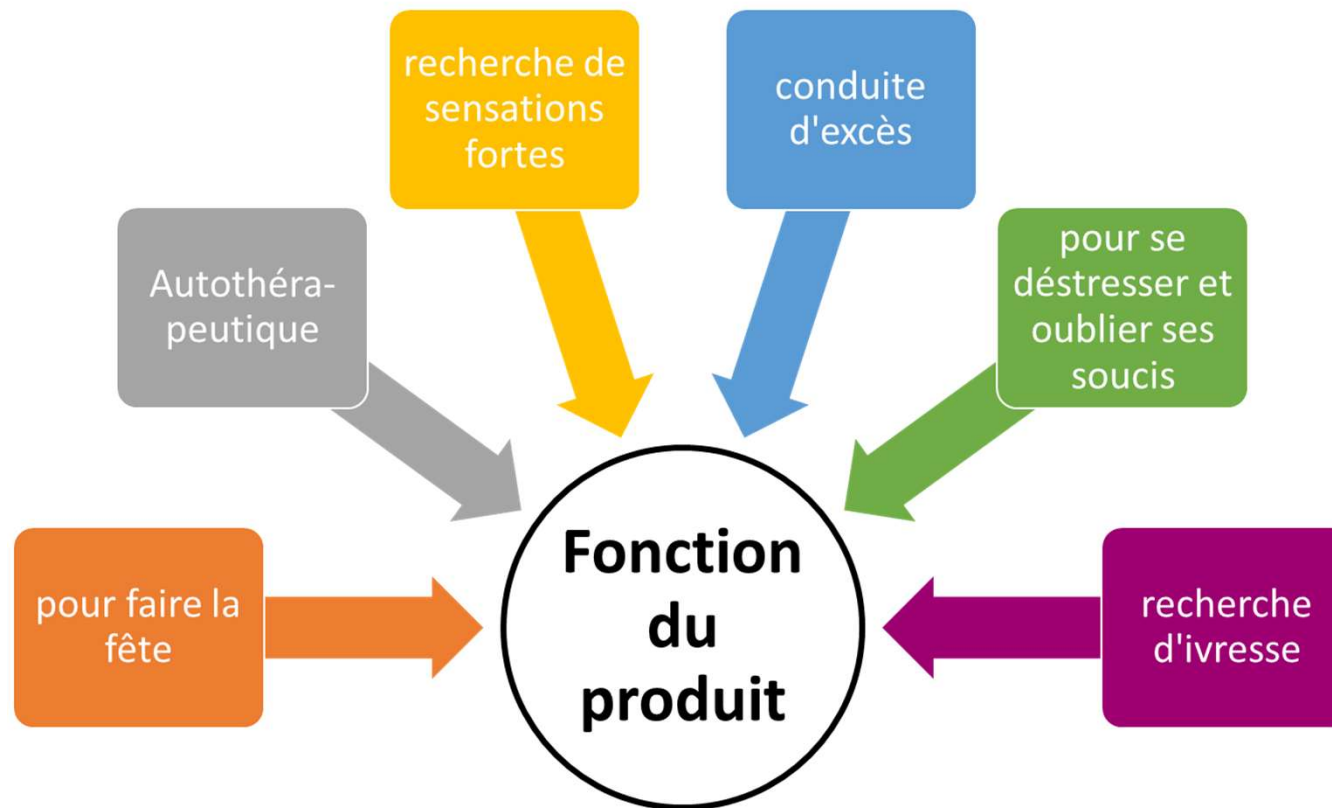 recherche de
sensations
fortes
conduite
d'excès
Autothéra-
peutique
pour se
déstresser et
oublier ses
soucis
pour faire la
fête
Fonction
du
produit
recherche
d'ivresse